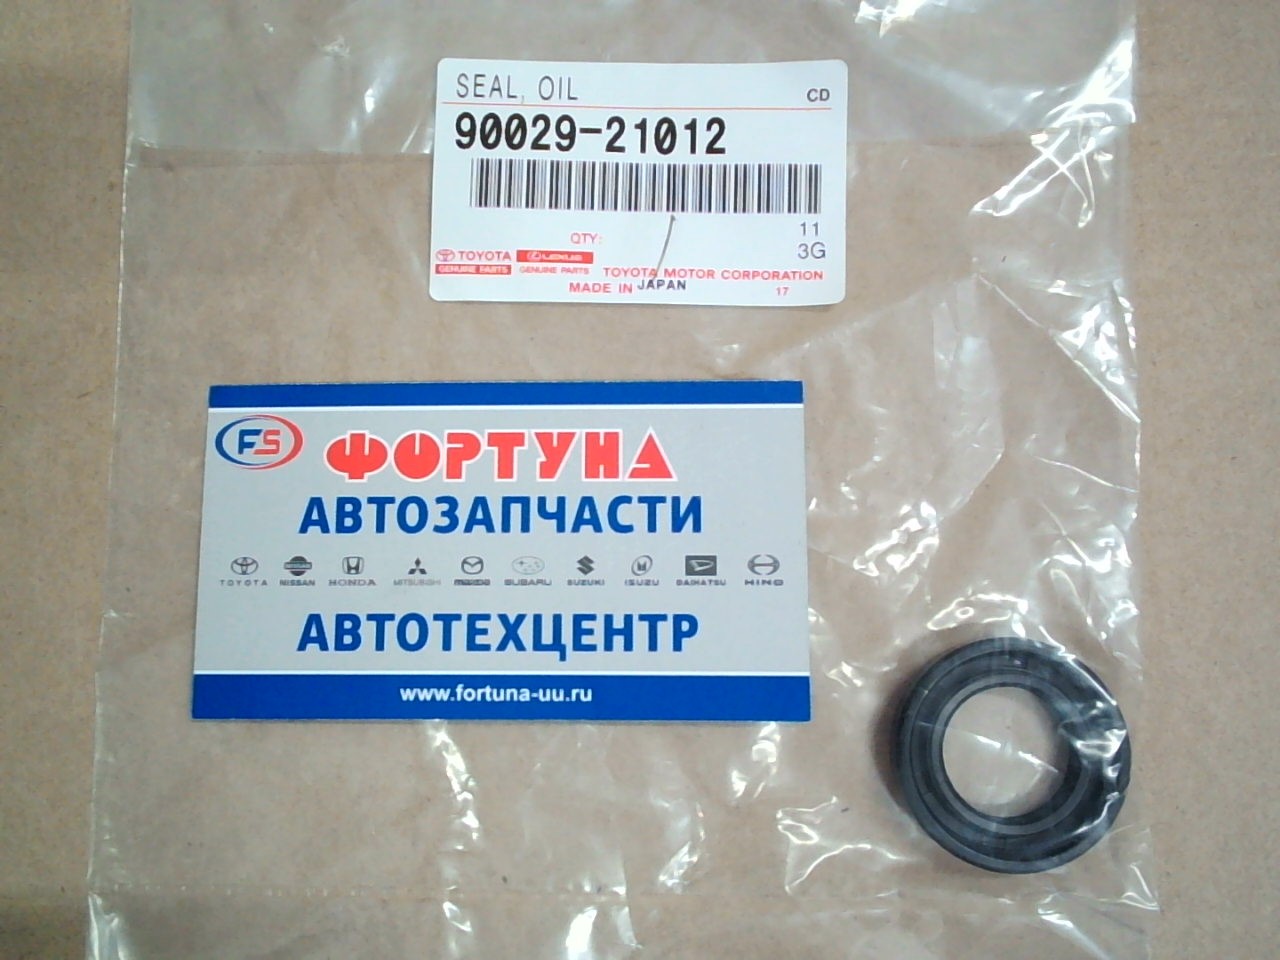 SEAL, OIL
CD
90029-21012
11
QTY:
3G
TOYOTA
GENUINE PARTS
LEXUS
GENUINE PARTS
TOYOTA MOTOR CORPORATION
MADE IN JAPAN
17
FS
ФОРТУНА
АВТОЗАПЧАСТИ
TOYOTA NISSAN HONDA MITSUBISHI MAZDA SUBARU SUZUKI ISUZU DAIHATSU HINO
АВТОТЕХЦЕНТР
www.fortuna-uu.ru